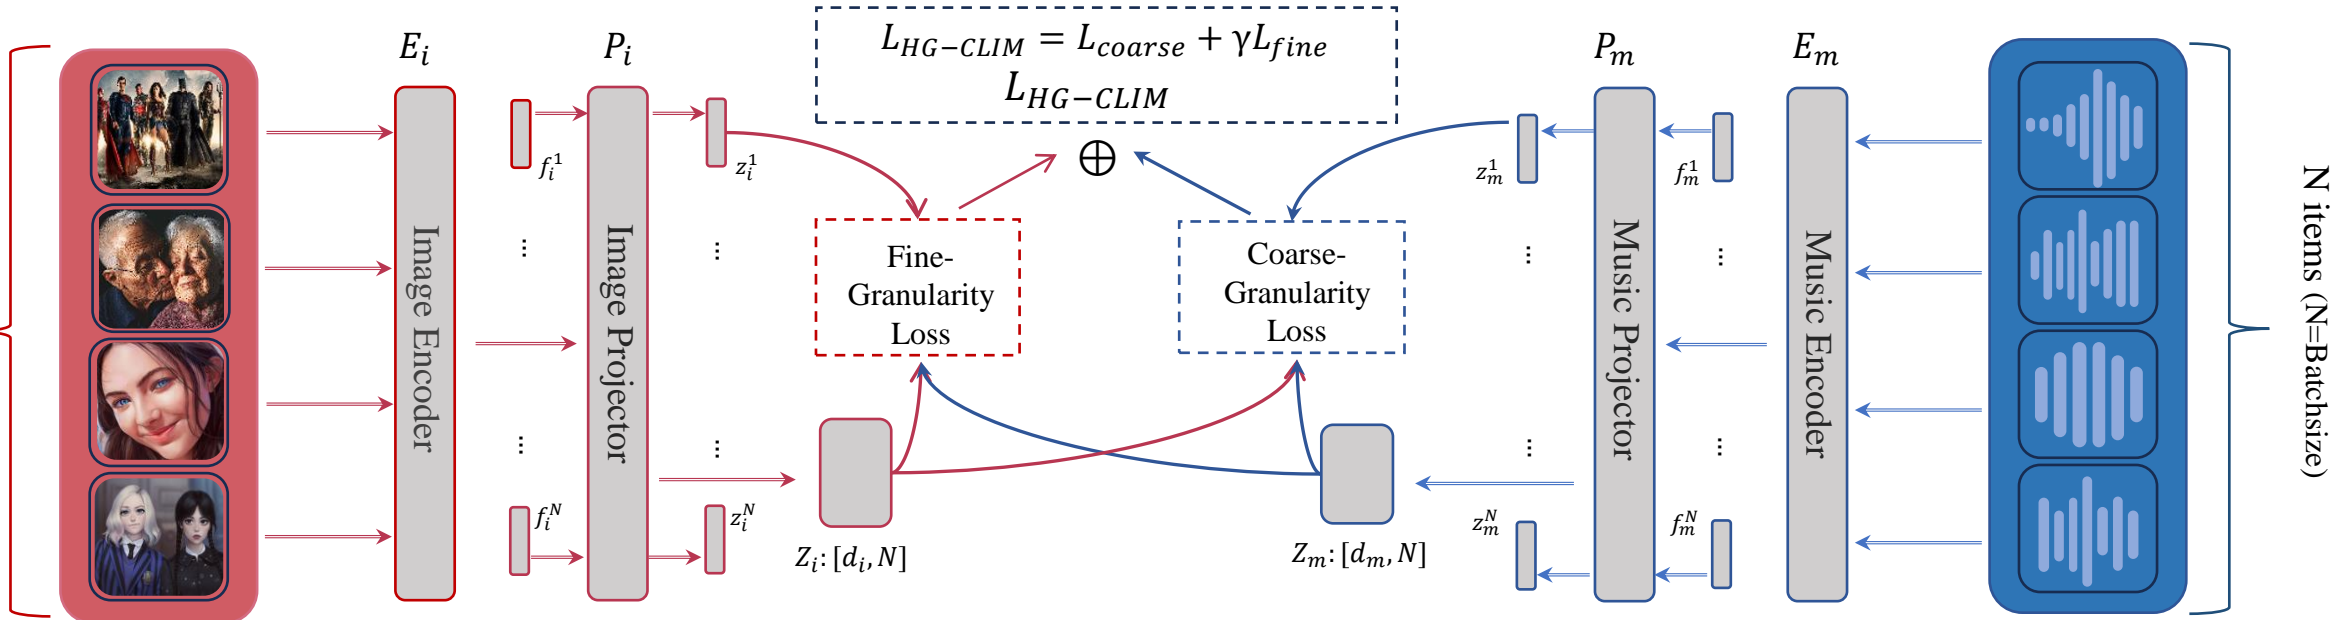 E_i
P_i
L_{HG-CLIM} = L_{coarse} + γL_{fine}
L_{HG-CLIM}
P_m
E_m
f_i^1
z_i^1
⊕
z_m^1
f_m^1
Image Encoder
...
Image Projector
...
Fine-
Granularity
Loss
Coarse-
Granularity
Loss
...
Music Projector
...
Music Encoder
N items (N=Batchsize)
...
...
...
...
f_i^N
z_i^N
Z_i: [d_i, N]
Z_m: [d_m, N]
z_m^N
f_m^N